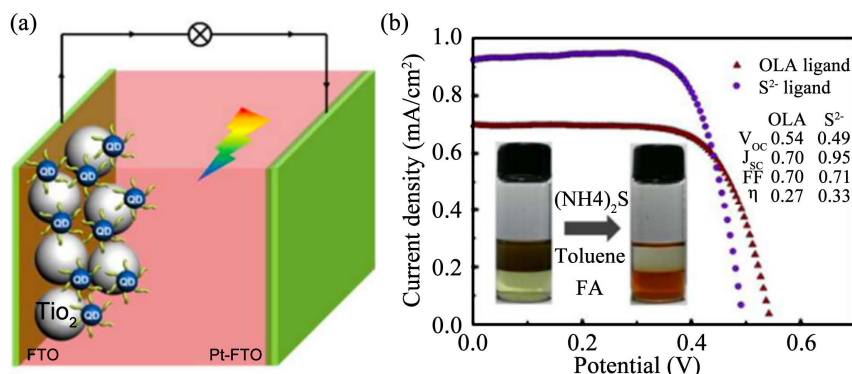 (a)
QD
QD
QD
QD
QD
QD
QD
QD
Tio2
FTO
Pt-FTO
(b)
Current density (mA/cm2)
1.0
0.8
0.6
0.4
0.2
0.0
OLA ligand
S2- ligand
OLA S2-
VOC 0.54 0.49
JSC 0.70 0.95
FF 0.70 0.71
η 0.27 0.33
(NH4)2S
Toluene
FA
0.0 0.2 0.4 0.6
Potential (V)